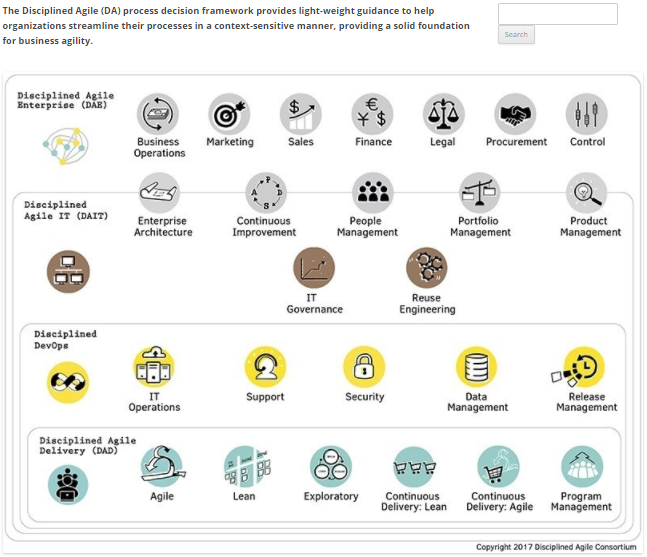 The Disciplined Agile (DA) process decision framework provides light-weight guidance to help
organizations streamline their processes in a context-sensitive manner, providing a solid foundation
for business agility.
Search
Disciplined Agile
Enterprise (DAE)
Business
Operations
Marketing
Sales
Finance
Legal
Procurement
Control
Disciplined
Agile IT (DAIT)
Enterprise
Architecture
Continuous
Improvement
People
Management
Portfolio
Management
Product
Management
P
A D
S
IT
Governance
Reuse
Engineering
Disciplined
DevOps
IT
Operations
Support
Security
Data
Management
Release
Management
Disciplined Agile
Delivery (DAD)
Agile
Lean
Exploratory
Continuous
Delivery: Lean
Continuous
Delivery: Agile
Program
Management
Copyright 2017 Disciplined Agile Consortium